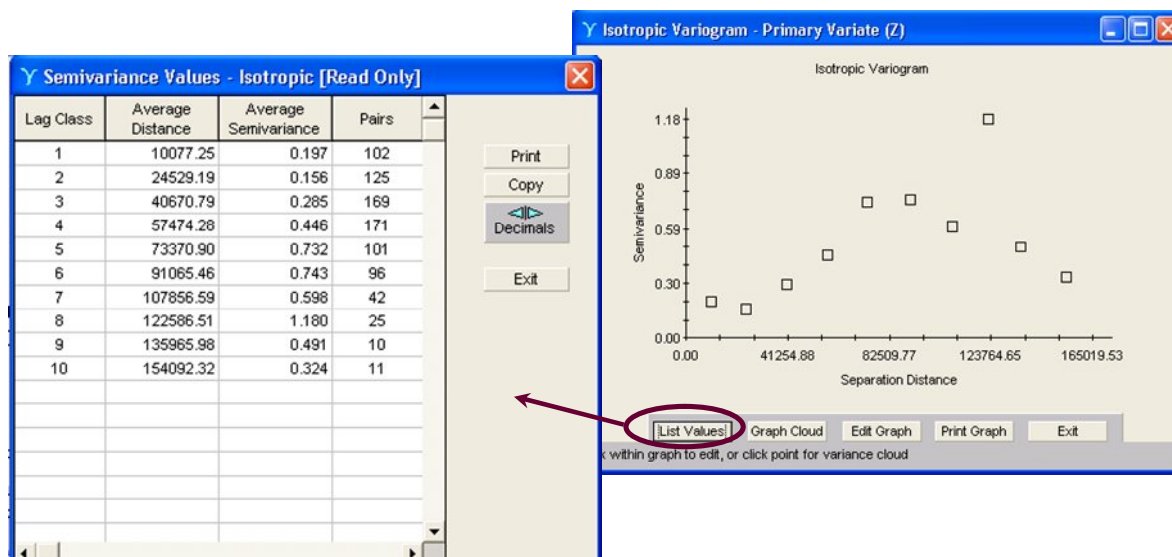 Semivariance Values - Isotropic [Read Only]
Lag Class Average Distance Average Semivariance Pairs
1 10077.25 0.197 102
2 24529.19 0.156 125
3 40670.79 0.285 169
4 57474.28 0.446 171
5 73370.90 0.732 101
6 91065.46 0.743 96
7 107856.59 0.598 42
8 122586.51 1.180 25
9 135965.98 0.491 10
10 154092.32 0.324 11
Print
Copy
Decimals
Exit
Isotropic Variogram - Primary Variate (Z)
Isotropic Variogram
1.18
0.89
0.59
0.30
0.00
Semivariance
0.00 41254.88 82509.77 123764.65 165019.53
Separation Distance
List Values Graph Cloud Edit Graph Print Graph Exit
within graph to edit, or click point for variance cloud